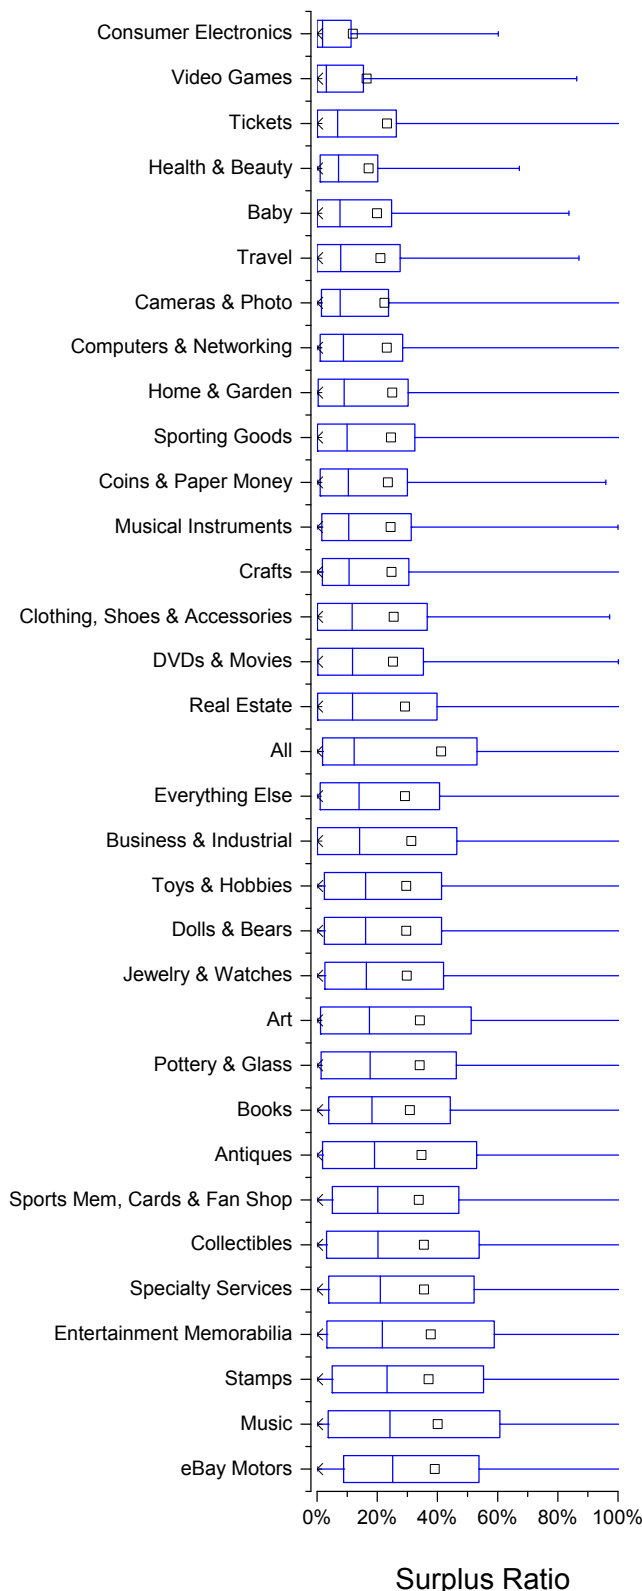 Consumer Electronics
Video Games
Tickets
Health & Beauty
Baby
Travel
Cameras & Photo
Computers & Networking
Home & Garden
Sporting Goods
Coins & Paper Money
Musical Instruments
Crafts
Clothing, Shoes & Accessories
DVDs & Movies
Real Estate
All
Everything Else
Business & Industrial
Toys & Hobbies
Dolls & Bears
Jewelry & Watches
Art
Pottery & Glass
Books
Antiques
Sports Mem, Cards & Fan Shop
Collectibles
Specialty Services
Entertainment Memorabilia
Stamps
Music
eBay Motors
0% 20% 40% 60% 80% 100%
Surplus Ratio